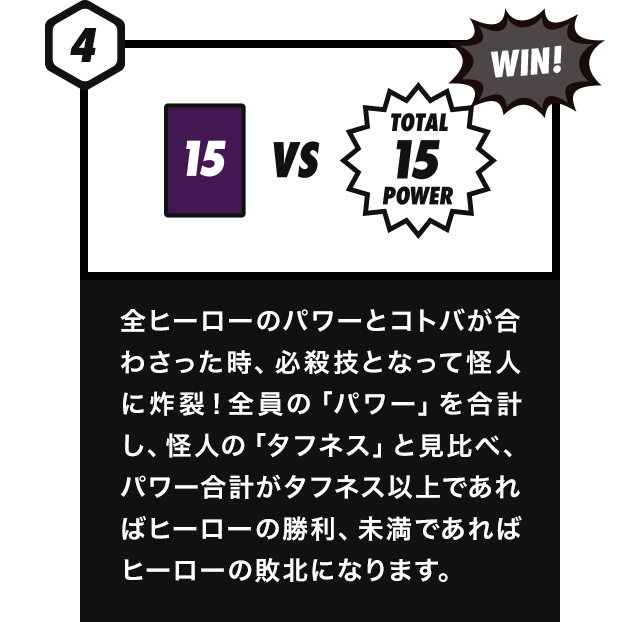 4
WIN!
15
VS
TOTAL
15
POWER
全ヒーローのパワーとコトバが合
わさった時、必殺技となって怪人
に炸裂！全員の「パワー」を合計
し、怪人の「タフネス」と見比べ、
パワー合計がタフネス以上であれ
ばヒーローの勝利、未満であれば
ヒーローの敗北になります。